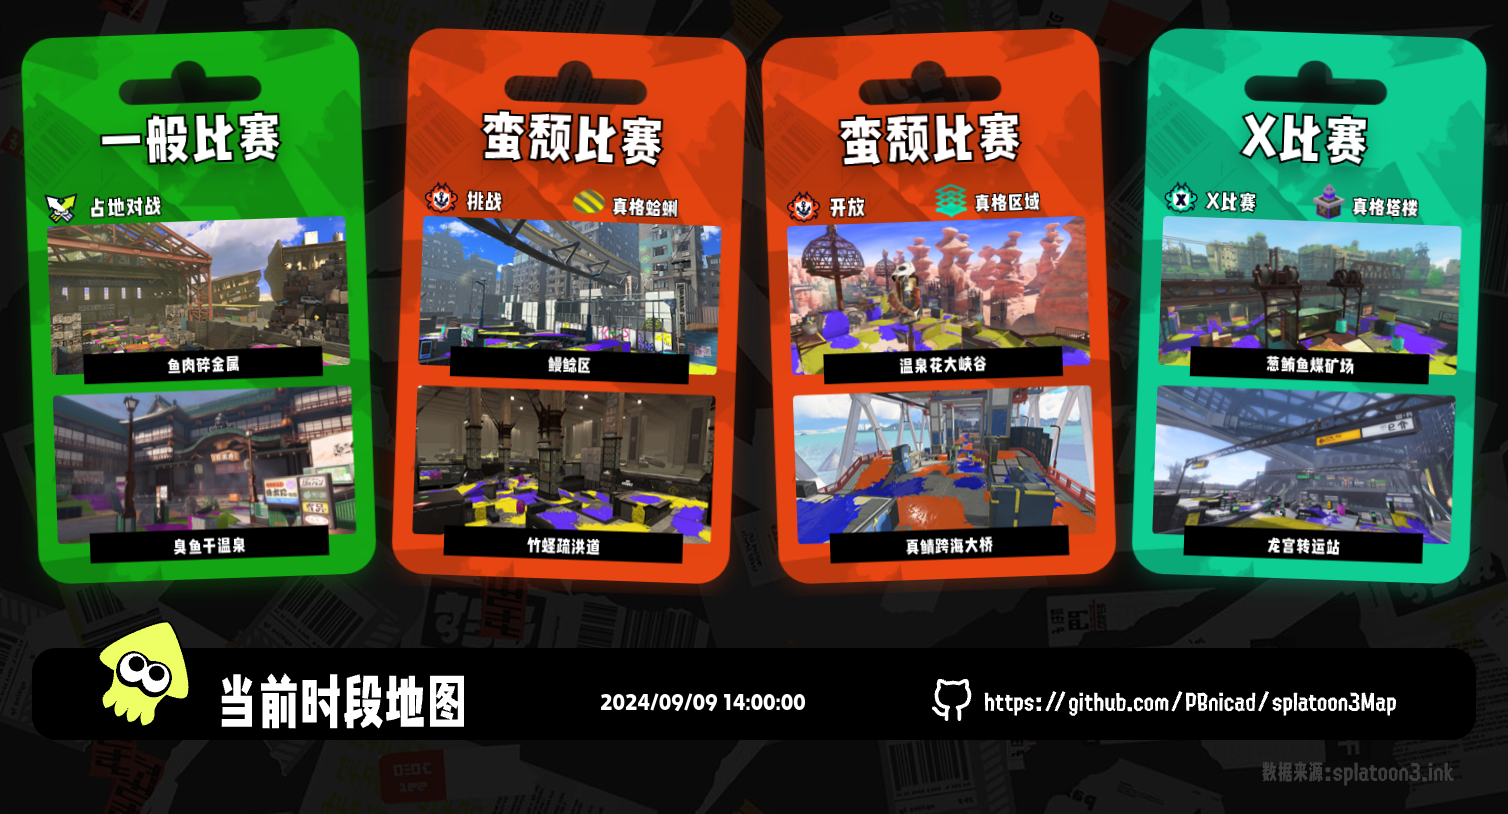 一般比赛
占地对战
鱼肉碎金属
臭鱼干温泉
蛮颓比赛
挑战
真格蛤蜊
鳗鲶区
竹蛏疏洪道
蛮颓比赛
开放
真格区域
温泉花大峡谷
真鲭跨海大桥
X比赛
X比赛
真格塔楼
葱鲔鱼煤矿场
龙宫转运站
当前时段地图
2024/09/09 14:00:00
https://github.com/PBnicad/splatoon3Map
数据来源:splatoon3.ink